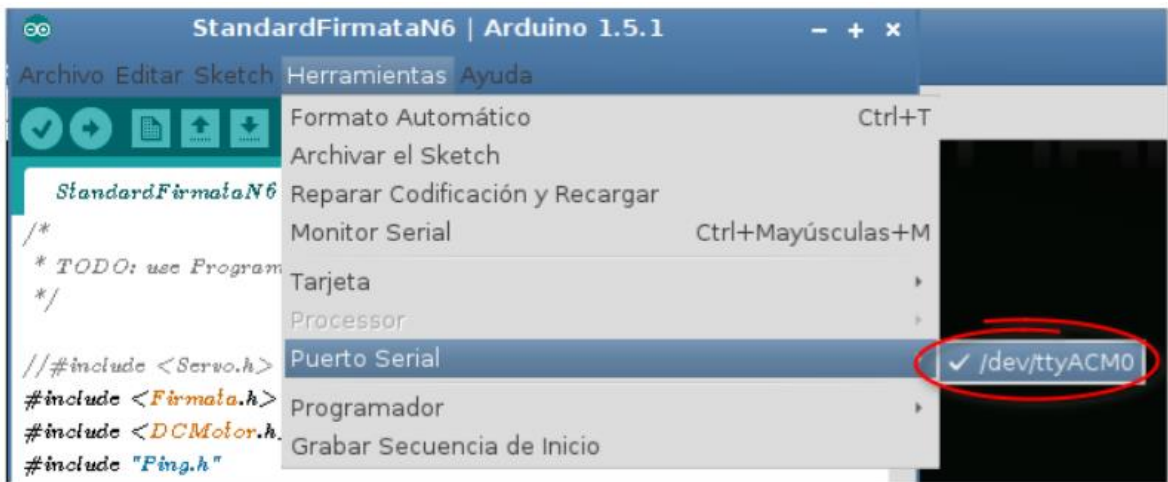 StandardFirmataN6 | Arduino 1.5.1
Archivo Editar Sketch Herramientas Ayuda
Formato Automático Ctrl+T
Archivar el Sketch
Reparar Codificación y Recargar
Monitor Serial Ctrl+Mayúsculas+M
Tarjeta
Processor
Puerto Serial
/dev/ttyACM0
Programador
Grabar Secuencia de Inicio
StandardFirmataN6
/*
* TODO: use Program
*/
//#include <Servo.h>
#include <Firmata.h>
#include <DCMotor.h
#include "Ping.h"